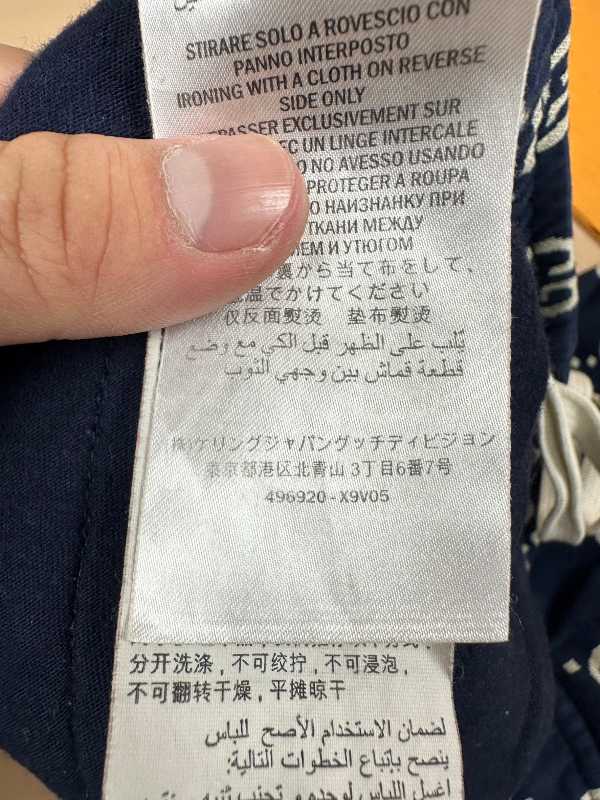 STIRARE SOLO A ROVESCIO CON
PANNO INTERPOSTO
IRONING WITH A CLOTH ON REVERSE
SIDE ONLY
EXCLUSIVEMENT SUR
UN LINGE INTERCALE
NO AVESSO USANDO
PROTEGER A ROUPA
НАИЗНАНКУ ПРИ
ТКАНИ МЕЖДУ
И УТЮГОМ
裏から当て布をして、
温でかけてください
仅反面熨烫 垫布熨烫
يُقلب على الظهر قبل الكي مع وضع
قطعة قماش بين وجهي الثوب
(株)ケリングジャパングッチディビジョン
東京都港区北青山 3丁目6番7号
496920 - X9V05
分开洗涤 , 不可绞拧 , 不可浸泡 ,
不可翻转干燥 , 平摊晾干
لضمان الاستخدام الأصح للباس
ينصح بإتباع الخطوات التالية: